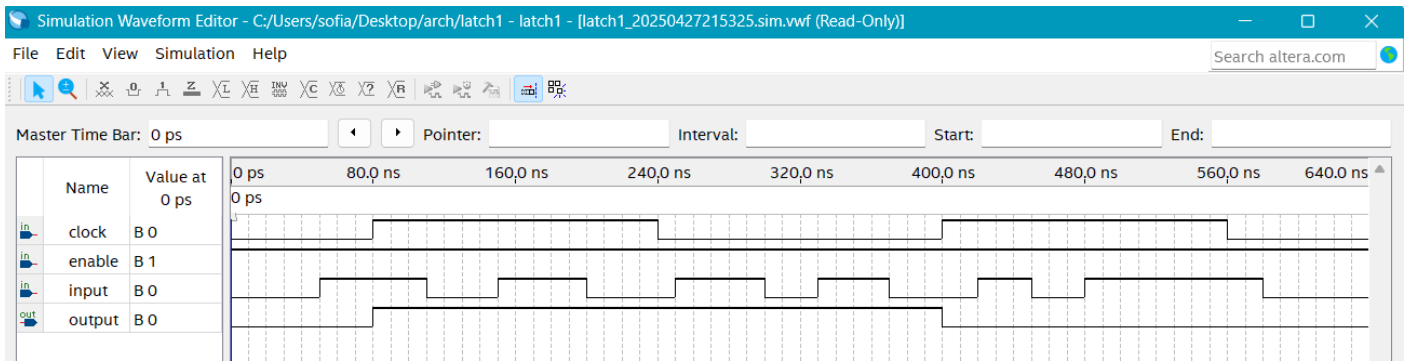 Simulation Waveform Editor - C:/Users/sofia/Desktop/arch/latch1 - latch1 - [latch1_20250427215325.sim.vwf (Read-Only)]
File Edit View Simulation Help
Search altera.com
Master Time Bar: 0 ps Pointer: Interval: Start: End:
Name Value at 0 ps
0 ps 80.0 ns 160.0 ns 240.0 ns 320.0 ns 400.0 ns 480.0 ns 560.0 ns 640.0 ns
0 ps
in clock B 0
in enable B 1
in input B 0
out output B 0